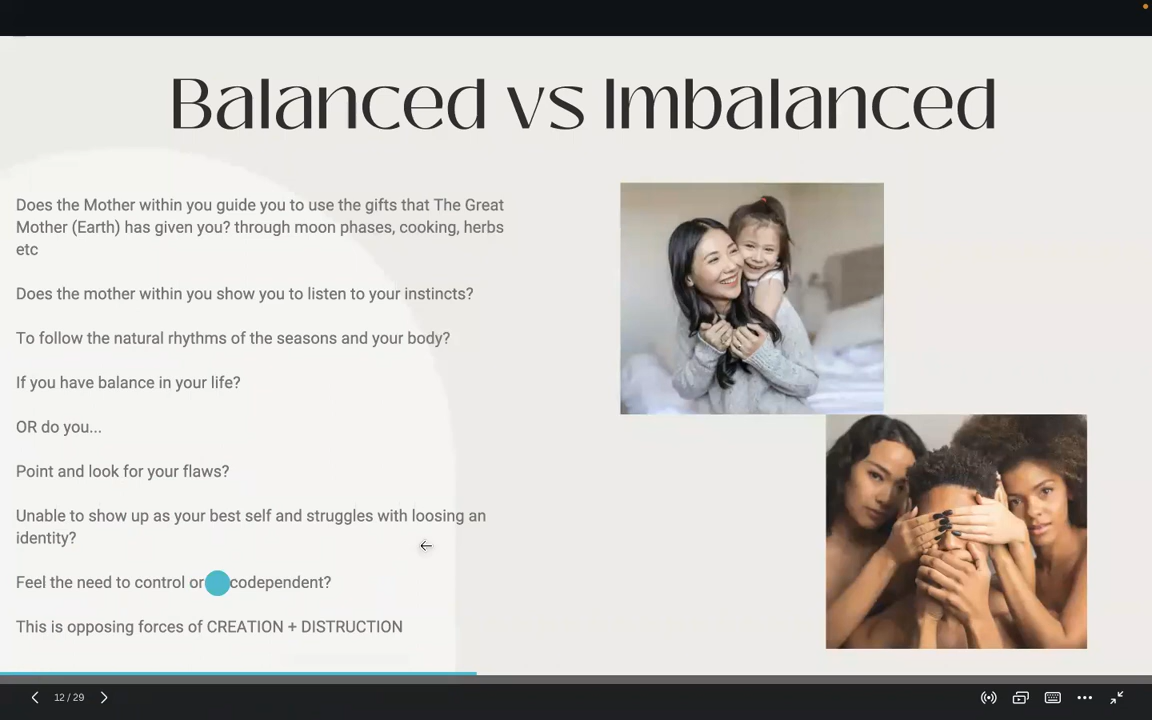 Balanced vs Imbalanced
Does the Mother within you guide you to use the gifts that The Great
Mother (Earth) has given you? through moon phases, cooking, herbs
etc
Does the mother within you show you to listen to your instincts?
To follow the natural rhythms of the seasons and your body?
If you have balance in your life?
OR do you...
Point and look for your flaws?
Unable to show up as your best self and struggles with loosing an
identity?
Feel the need to control or codependent?
This is opposing forces of CREATION + DISTRUCTION
12 / 29